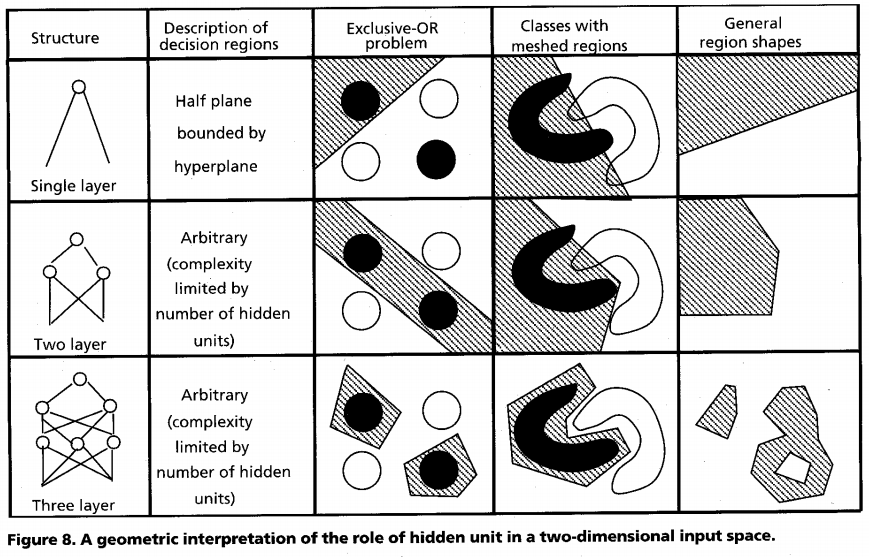 Structure
Description of
decision regions
Exclusive-OR
problem
Classes with
meshed regions
General
region shapes
Single layer
Half plane
bounded by
hyperplane
Two layer
Arbitrary
(complexity
limited by
number of hidden
units)
Three layer
Arbitrary
(complexity
limited by
number of hidden
units)
Figure 8. A geometric interpretation of the role of hidden unit in a two-dimensional input space.